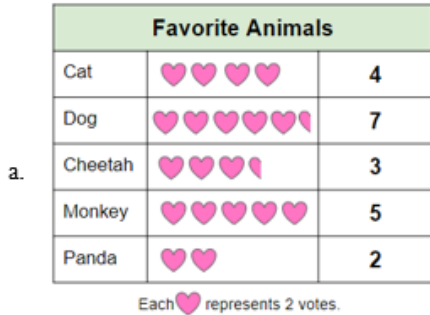 Favorite Animals
Cat 4
Dog 7
a.
Cheetah 3
Monkey 5
Panda 2
Each represents 2 votes.